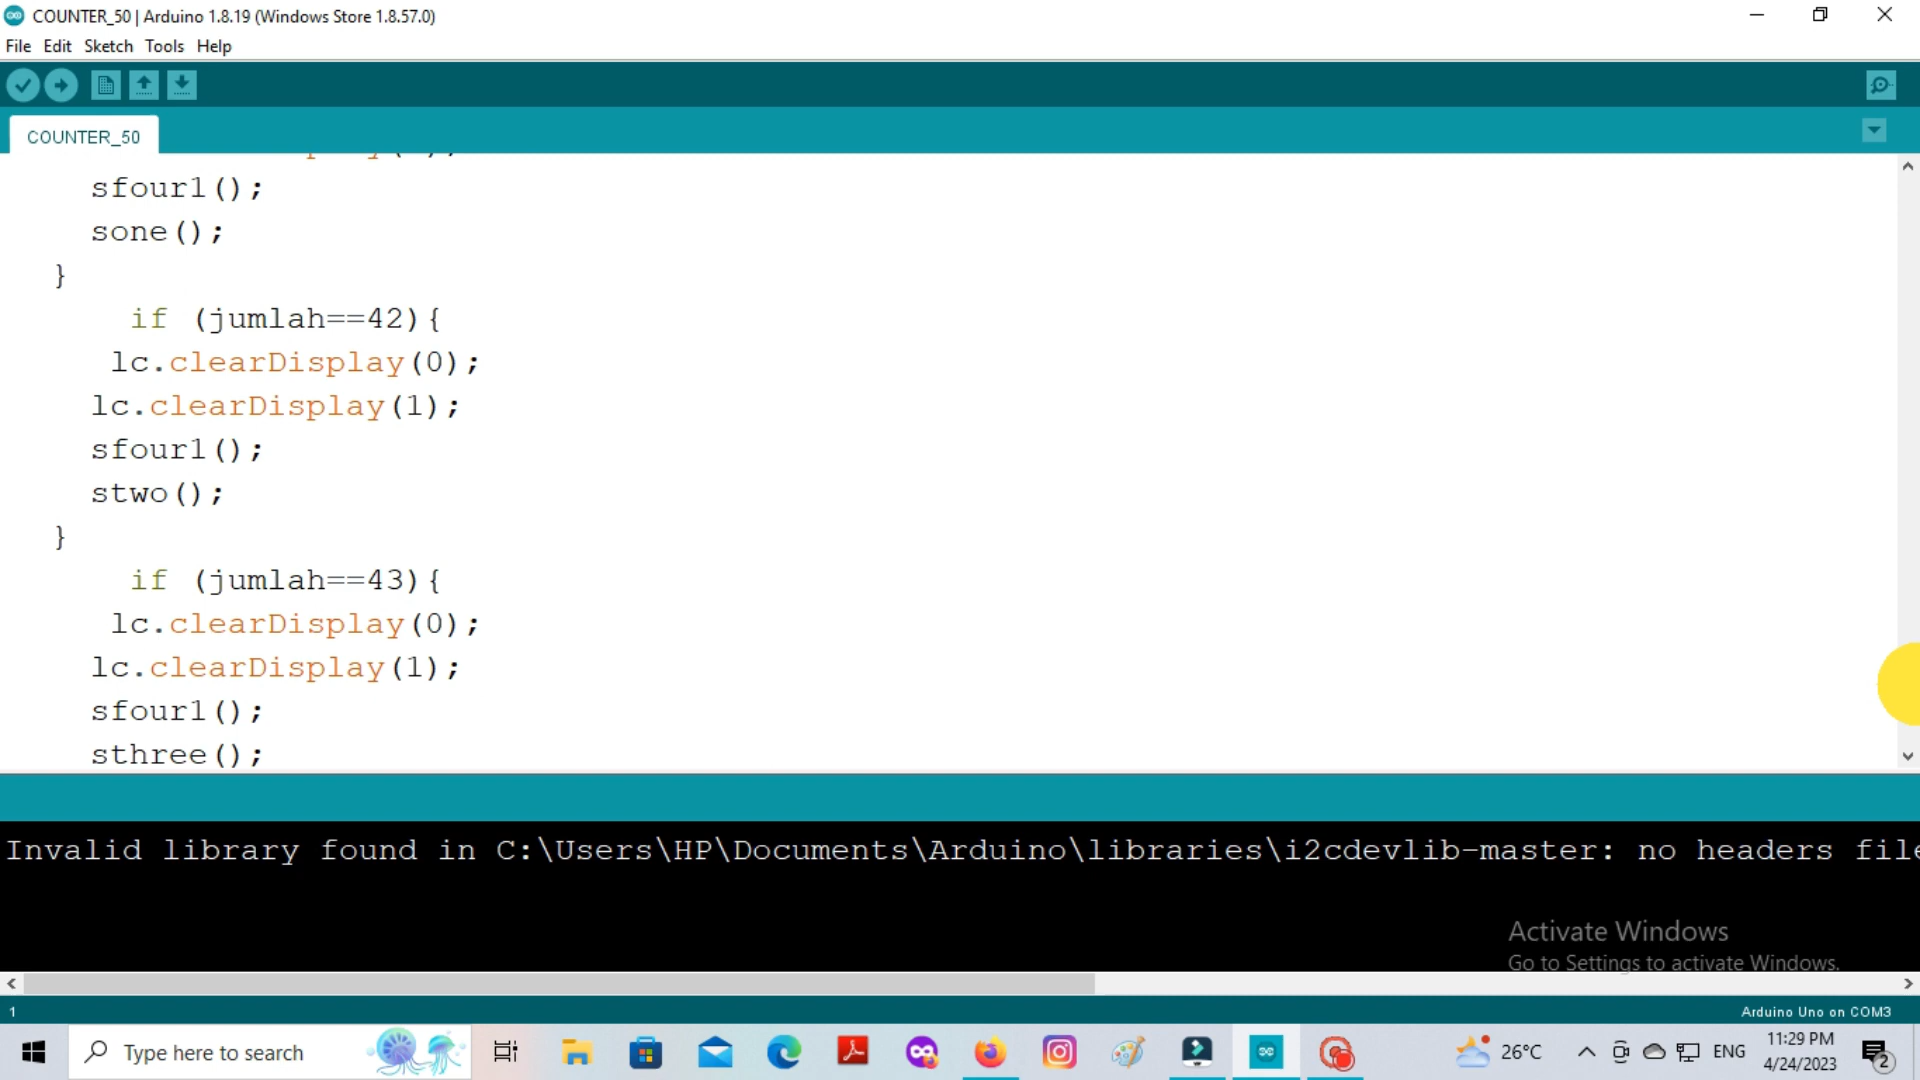 COUNTER_50 | Arduino 1.8.19 (Windows Store 1.8.57.0)
File Edit Sketch Tools Help
COUNTER_50
sfour1();
sone();
}
if (jumlah==42){
lc.clearDisplay(0);
lc.clearDisplay(1);
sfour1();
stwo();
}
if (jumlah==43){
lc.clearDisplay(0);
lc.clearDisplay(1);
sfour1();
sthree();
Invalid library found in C:\Users\HP\Documents\Arduino\libraries\i2cdevlib-master: no headers
Activate Windows
Go to Settings to activate Windows.
1
Arduino Uno on COM3
Type here to search
26°C
ENG
11:29 PM
4/24/2023
2